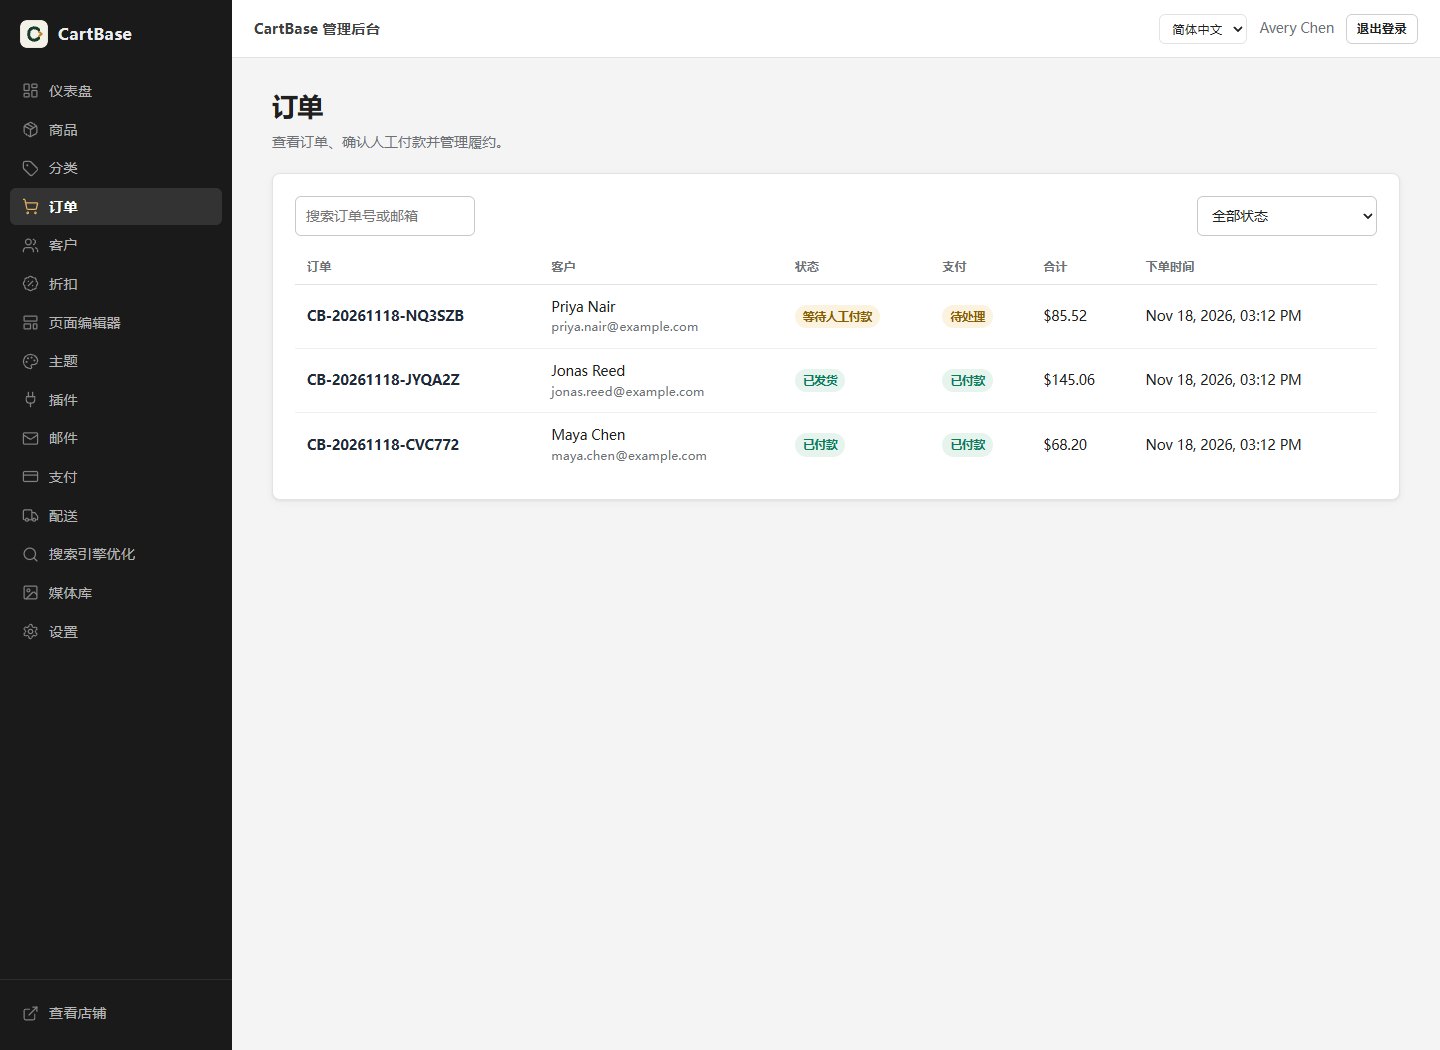 CartBase
仪表盘
商品
分类
订单
客户
折扣
页面编辑器
主题
插件
邮件
支付
配送
搜索引擎优化
媒体库
设置
查看店铺
CartBase 管理后台
简体中文
Avery Chen
退出登录
订单
查看订单、确认人工付款并管理履约。
搜索订单号或邮箱
全部状态
订单 客户 状态 支付 合计 下单时间
CB-20261118-NQ3SZB Priya Nair 等待人工付款 待处理 $85.52 Nov 18, 2026, 03:12 PM
priya.nair@example.com
CB-20261118-JYQA2Z Jonas Reed 已发货 已付款 $145.06 Nov 18, 2026, 03:12 PM
jonas.reed@example.com
CB-20261118-CVC772 Maya Chen 已付款 已付款 $68.20 Nov 18, 2026, 03:12 PM
maya.chen@example.com